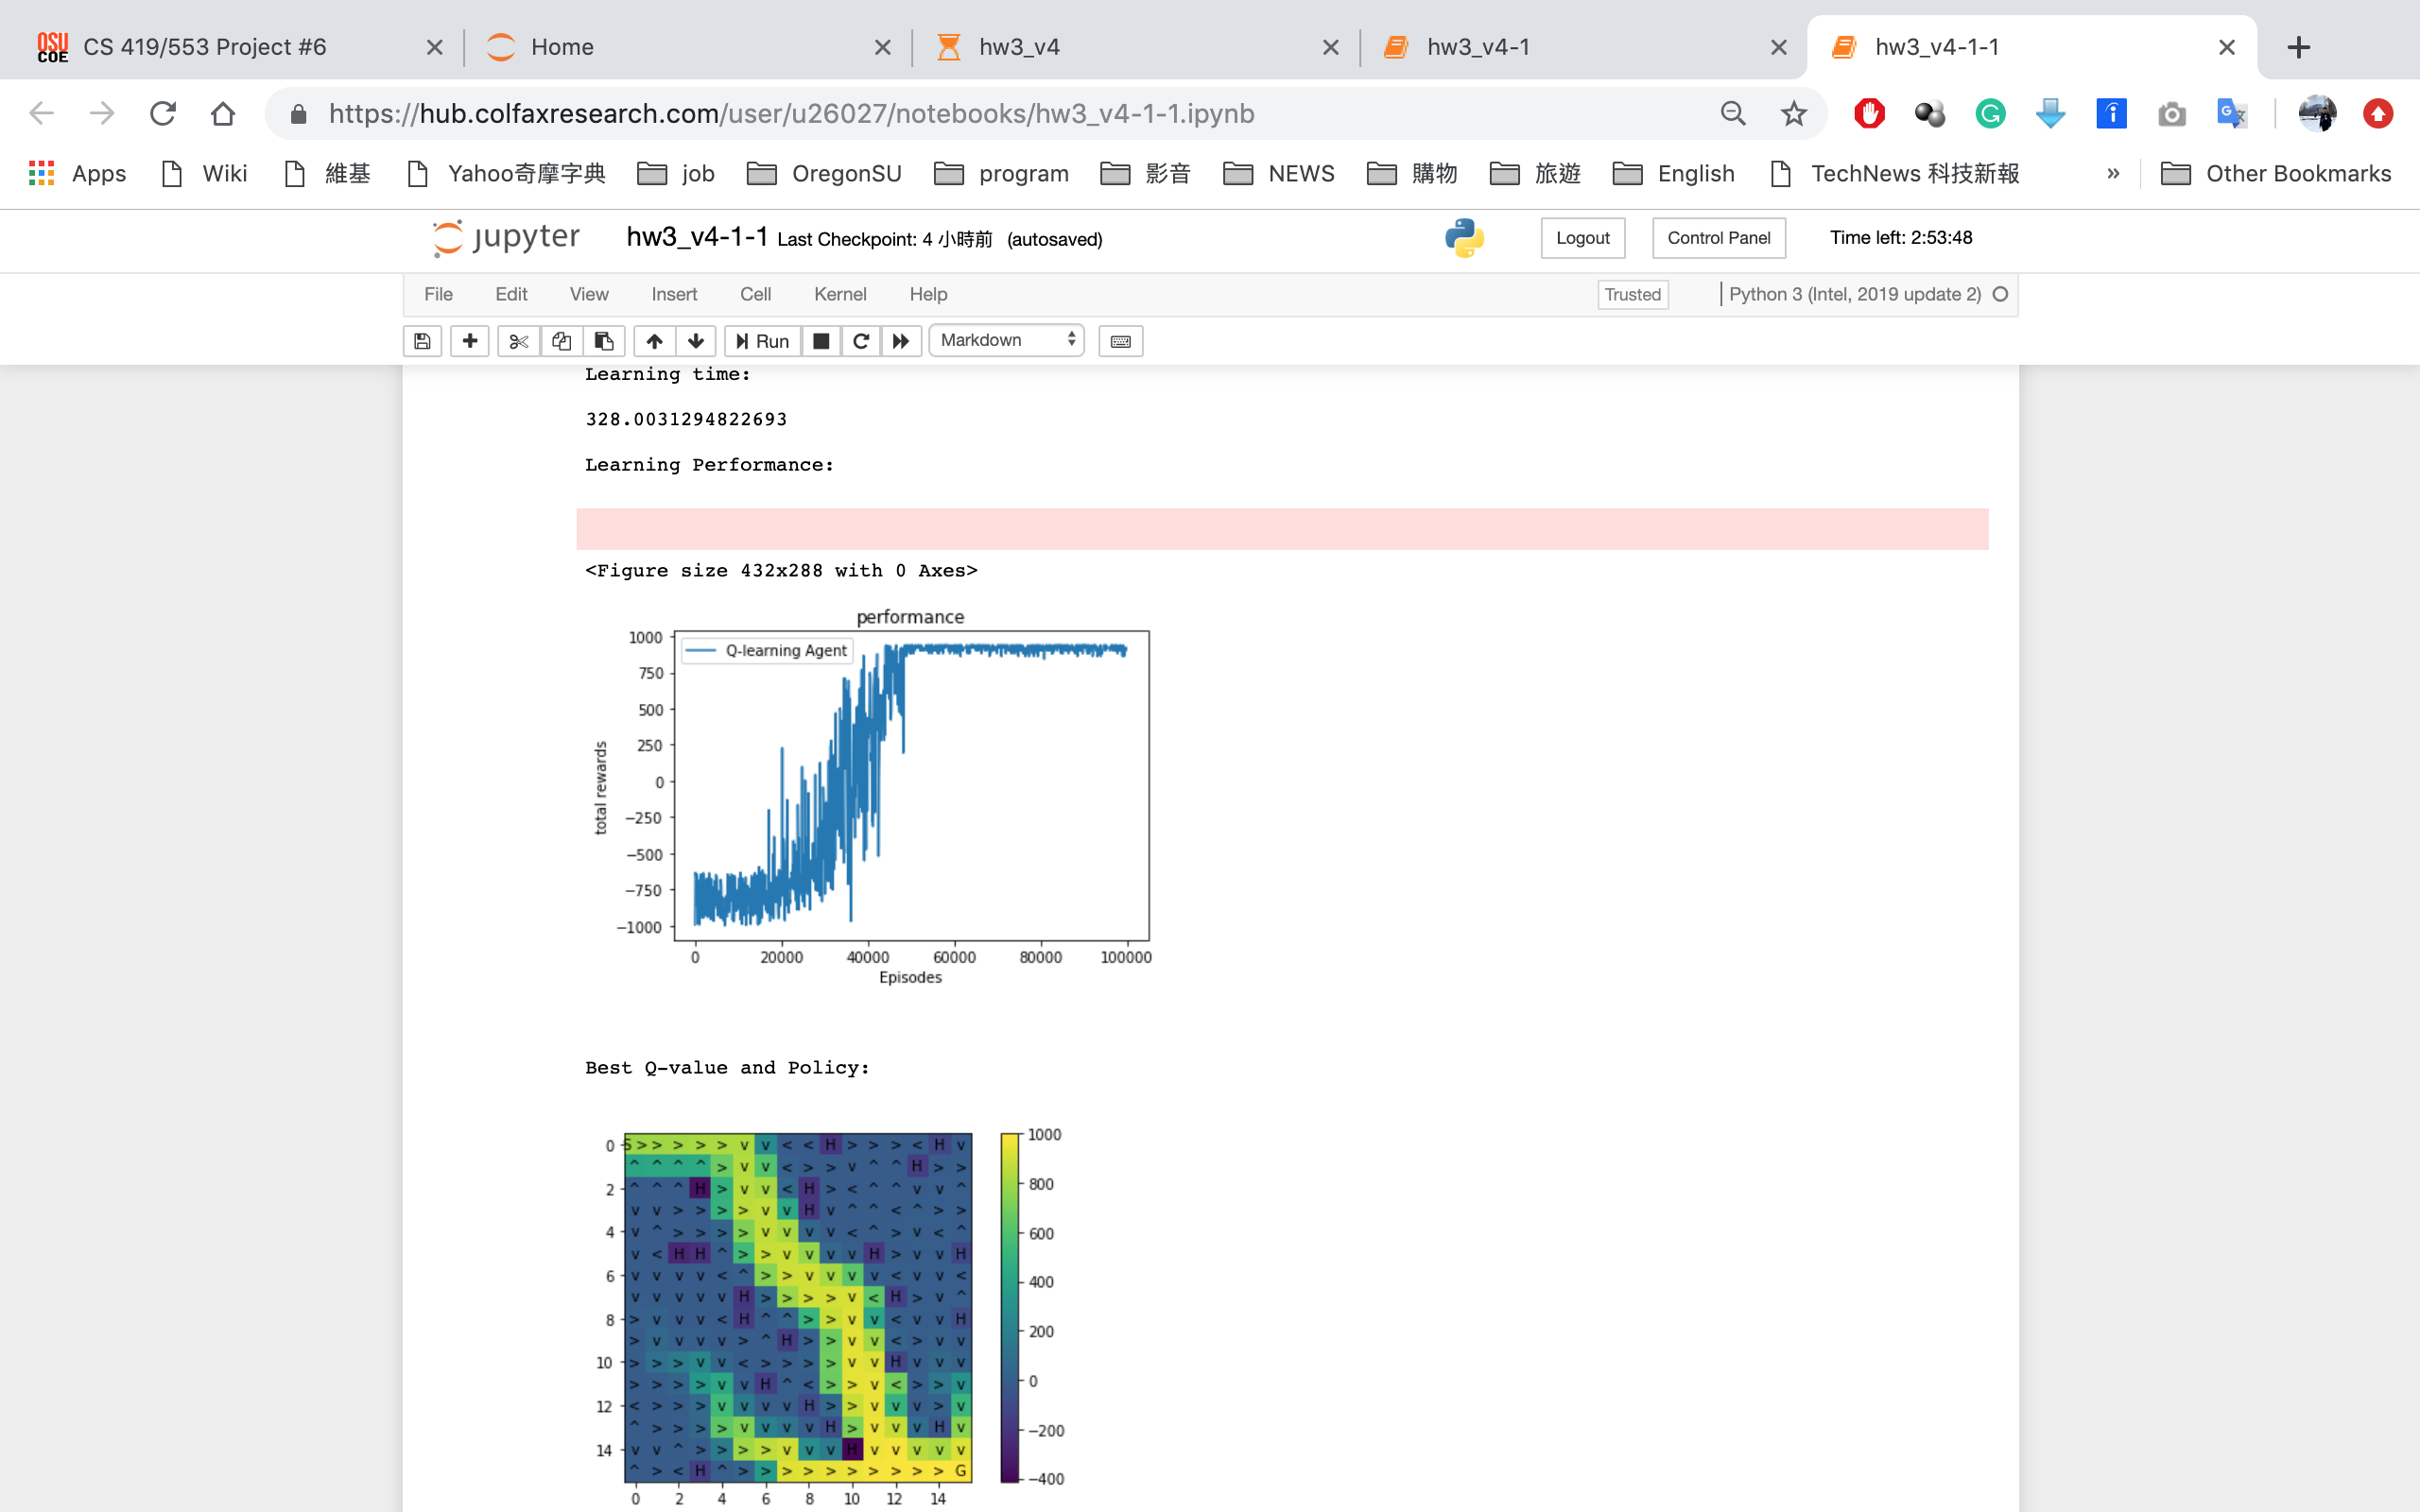 OSU COE CS 419/553 Project #6
Home
hw3_v4
hw3_v4-1
hw3_v4-1-1
https://hub.colfaxresearch.com/user/u26027/notebooks/hw3_v4-1-1.ipynb
Apps Wiki 維基 Yahoo奇摩字典 job OregonSU program 影音 NEWS 購物 旅遊 English TechNews 科技新報 » Other Bookmarks
jupyter hw3_v4-1-1 Last Checkpoint: 4 小時前 (autosaved) Logout Control Panel Time left: 2:53:48
File Edit View Insert Cell Kernel Help Trusted Python 3 (Intel, 2019 update 2)
Run Markdown
Learning time:
328.0031294822693
Learning Performance:
<Figure size 432x288 with 0 Axes>
performance
Q-learning Agent
1000
750
500
250
0
−250
−500
−750
−1000
total rewards
0 20000 40000 60000 80000 100000
Episodes
Best Q-value and Policy:
0 S > > > > > v v < < H > > > < H v
^ ^ ^ ^ > v v < > > v ^ ^ H > >
2 ^ ^ ^ H > v v < H > < ^ ^ v v ^
v v > > > > v v H v ^ ^ < ^ > >
4 v ^ > > > > v v v v < ^ > v < ^
v < H H ^ > > v v v v H > v v H
6 v v v v < ^ > > v v v v < v v <
v v v v v H > > > > v < H > v ^
8 > v v v < H ^ ^ > > v v < v v H
> v v v v > ^ H > > v v < > v v
10 > > > v v < > > > > v v H v v v
> > > > v v H ^ < > > v < > > v
12 < > > > v v v v H > > v v v > v
^ > > > > v v v v H > v v v H v
14 v v ^ > > > > v v v H v v v v v
^ > < H ^ > > > > > > > > > > G
0 2 4 6 8 10 12 14
1000
800
600
400
200
0
−200
−400